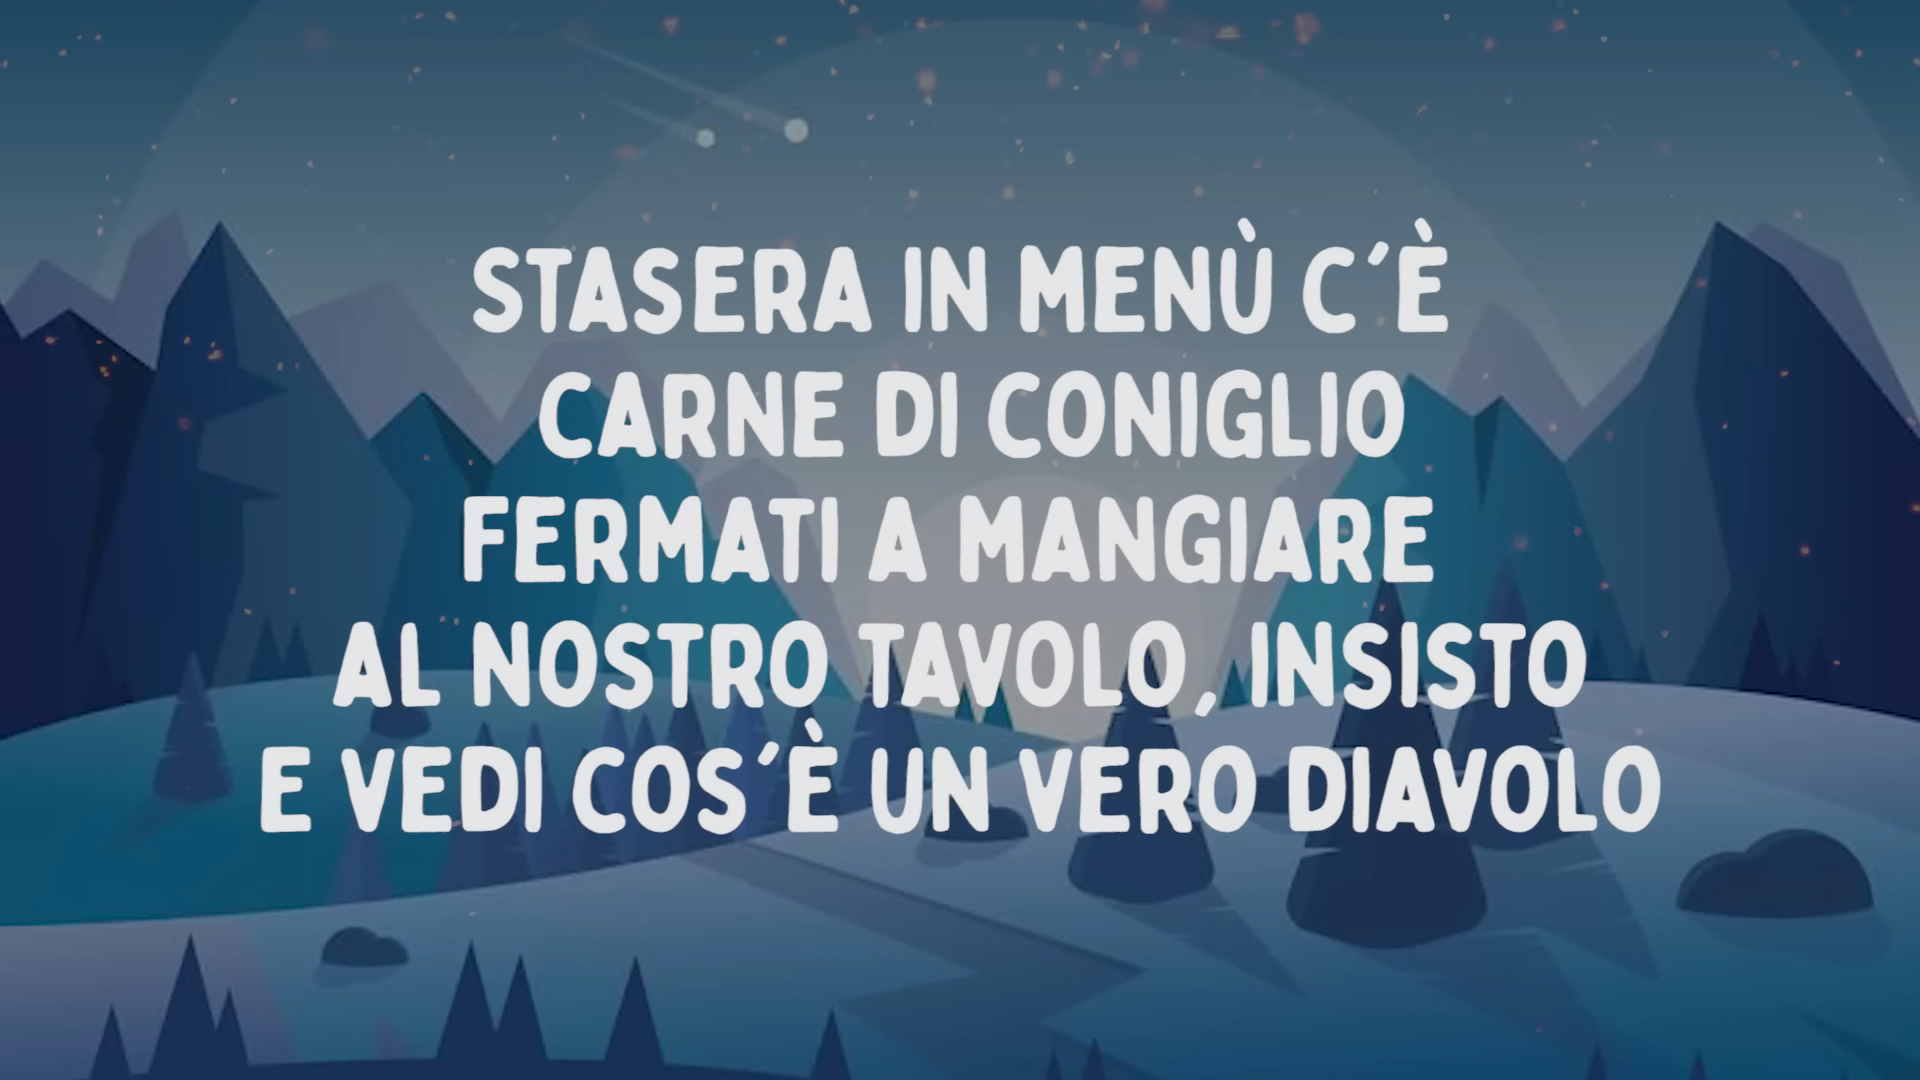 STASERA IN MENÙ C'È
CARNE DI CONIGLIO
FERMATI A MANGIARE
AL NOSTRO TAVOLO, INSISTO
E VEDI COS'È UN VERO DIAVOLO